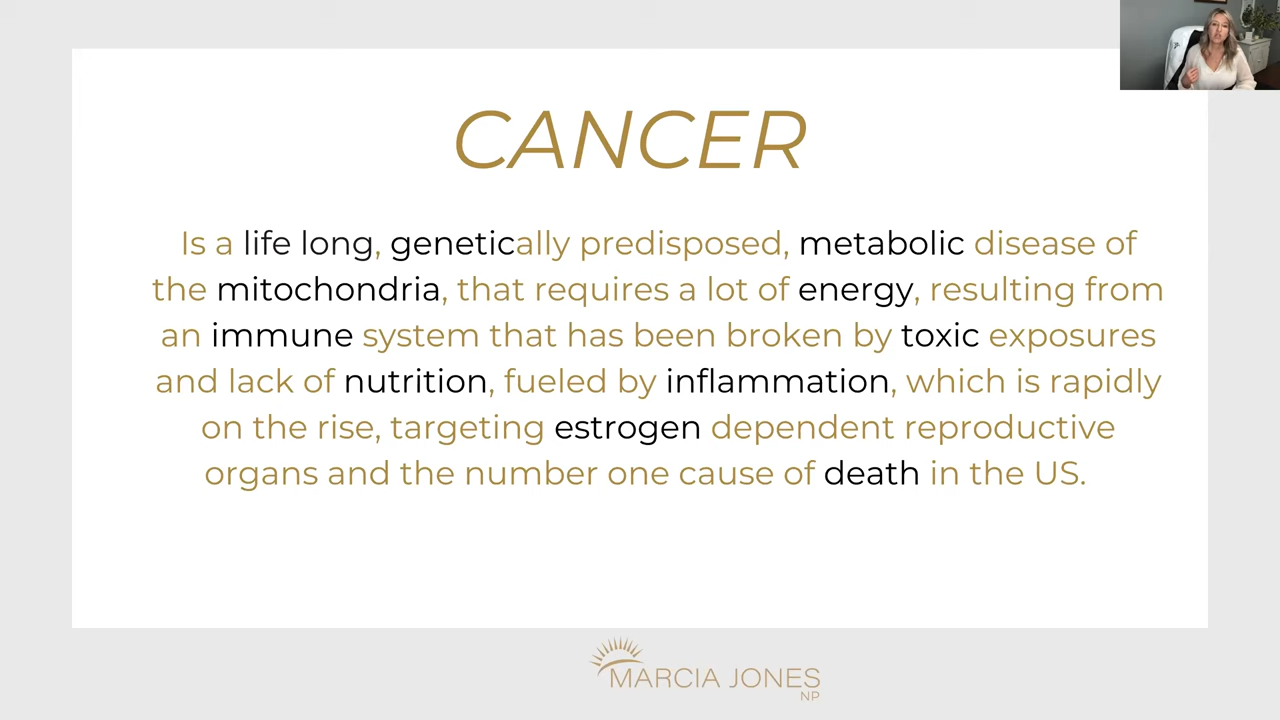 CANCER
Is a life long, genetically predisposed, metabolic disease of
the mitochondria, that requires a lot of energy, resulting from
an immune system that has been broken by toxic exposures
and lack of nutrition, fueled by inflammation, which is rapidly
on the rise, targeting estrogen dependent reproductive
organs and the number one cause of death in the US.
MARCIA JONES
NP